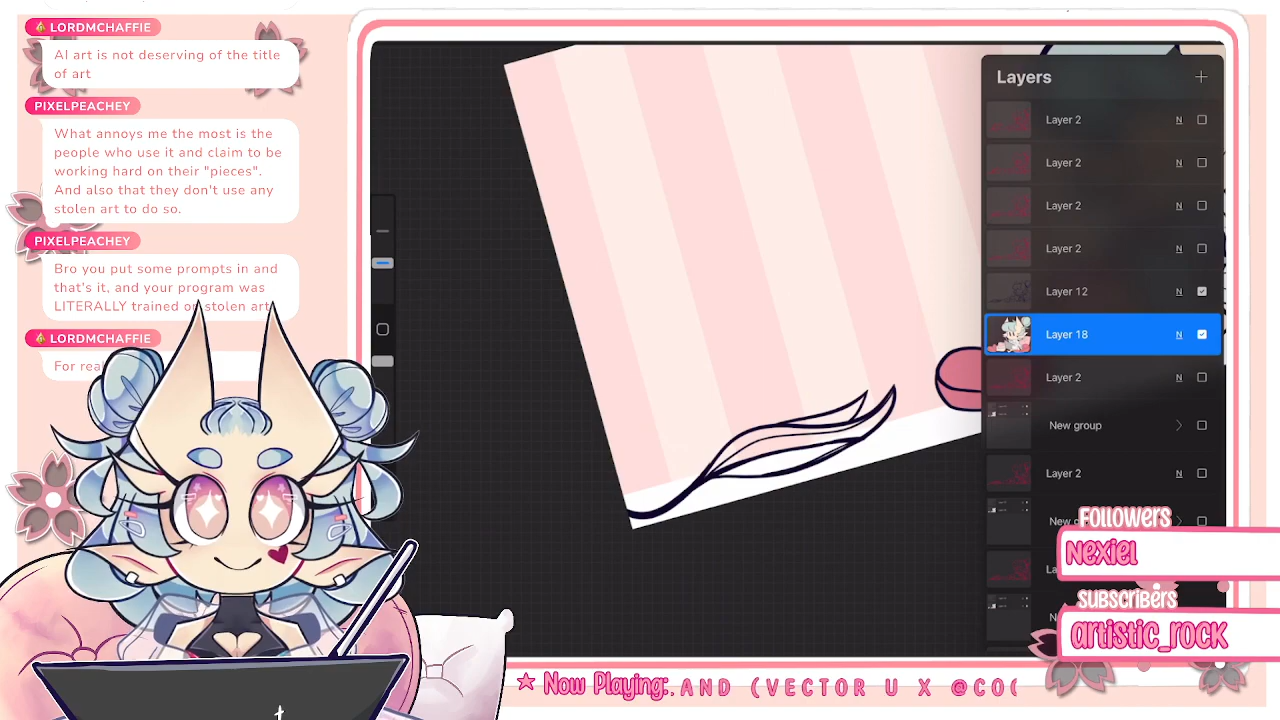 LORDMCHAFFIE
AI art is not deserving of the title
of art
PIXELPEACHEY
What annoys me the most is the
people who use it and claim to be
working hard on their "pieces".
And also that they don't use any
stolen art to do so.
PIXELPEACHEY
Bro you put some prompts in and
that's it, and your program was
LITERALLY trained on stolen art
LORDMCHAFFIE
For real
Layers
Layer 2 N
Layer 2 N
Layer 2 N
Layer 2 N
Layer 12 N
Layer 18 N
Layer 2 N
New group
Layer 2 N
FOLLOWERS
Nexiel
SUBSCRIBERS
artistic_rock
Now Playing: .AND (VECTOR U X @CO(